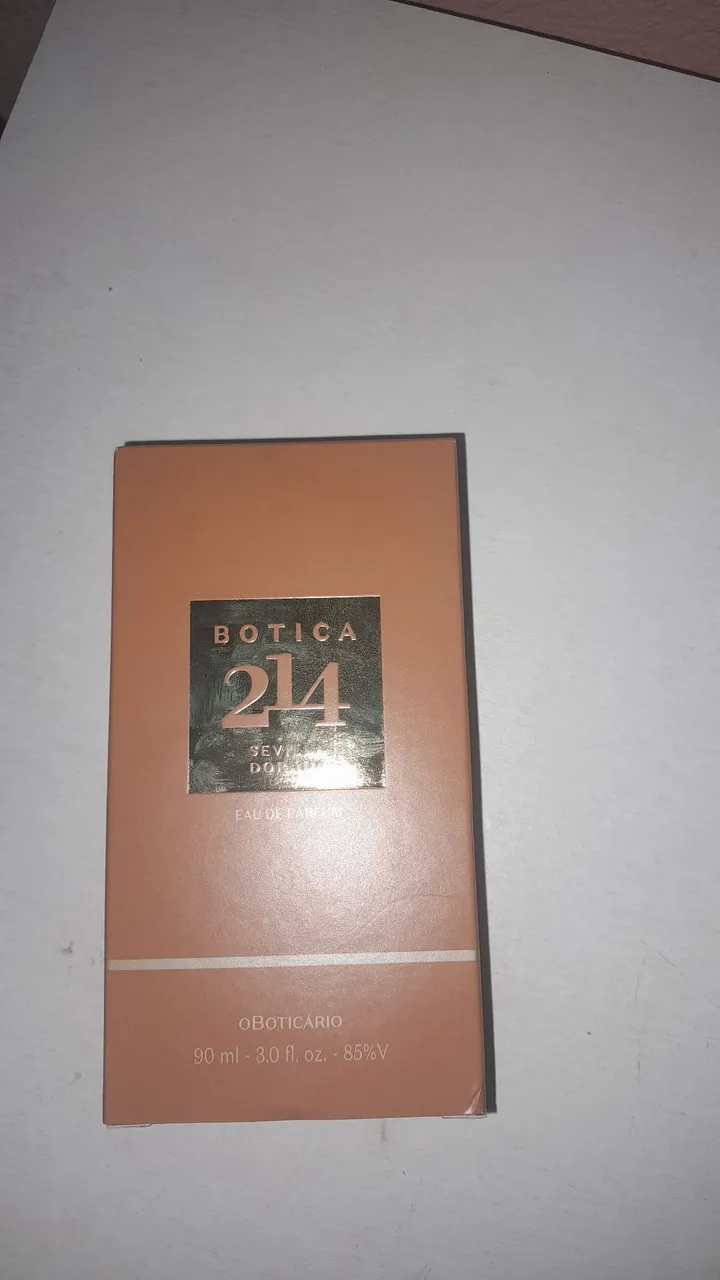 BOTICA
214
EAU DE PARFUM
oBOTICÁRIO
90 ml - 3.0 fl. oz. - 85%V